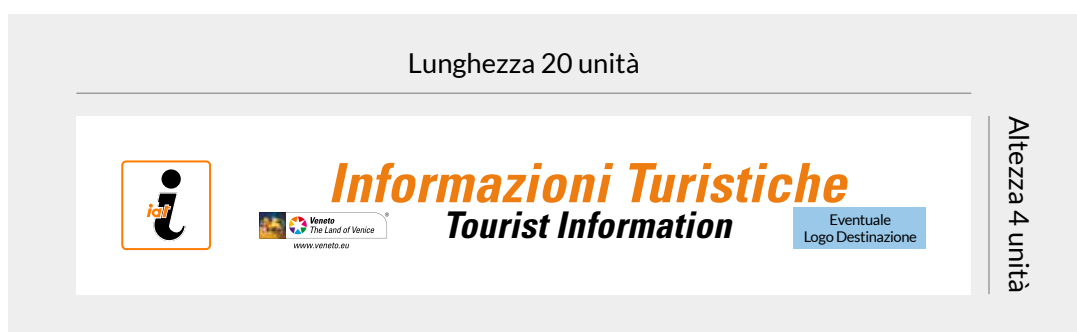 Lunghezza 20 unità
Altezza 4 unità
iat
Informazioni Turistiche
Tourist Information
Veneto
The Land of Venice
®
www.veneto.eu
Eventuale
Logo Destinazione